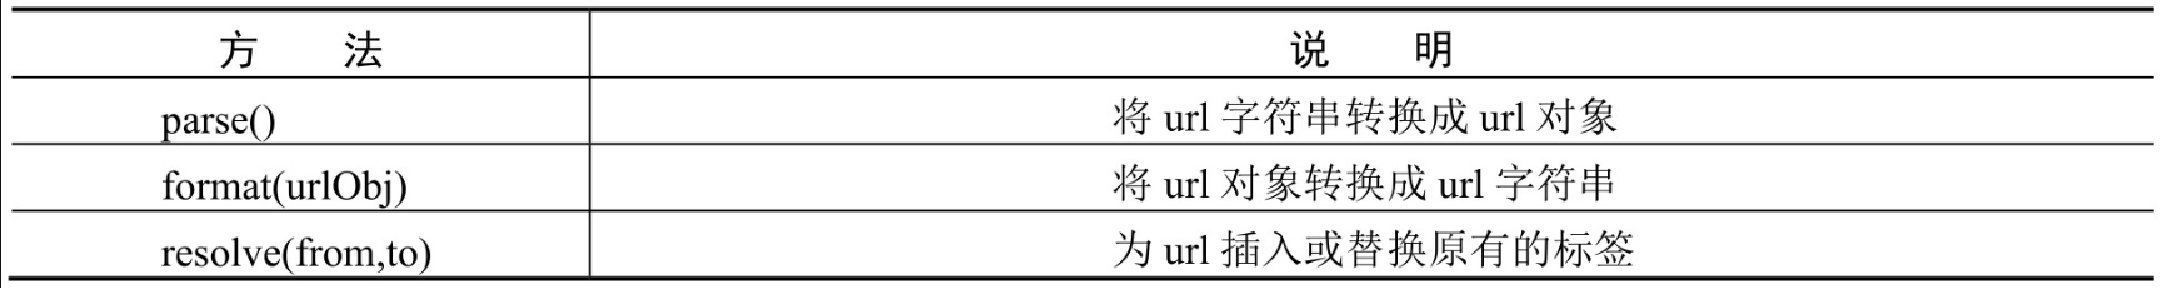 方 法 说 明
parse() 将 url 字符串转换成 url 对象
format(urlObj) 将 url 对象转换成 url 字符串
resolve(from,to) 为 url 插入或替换原有的标签